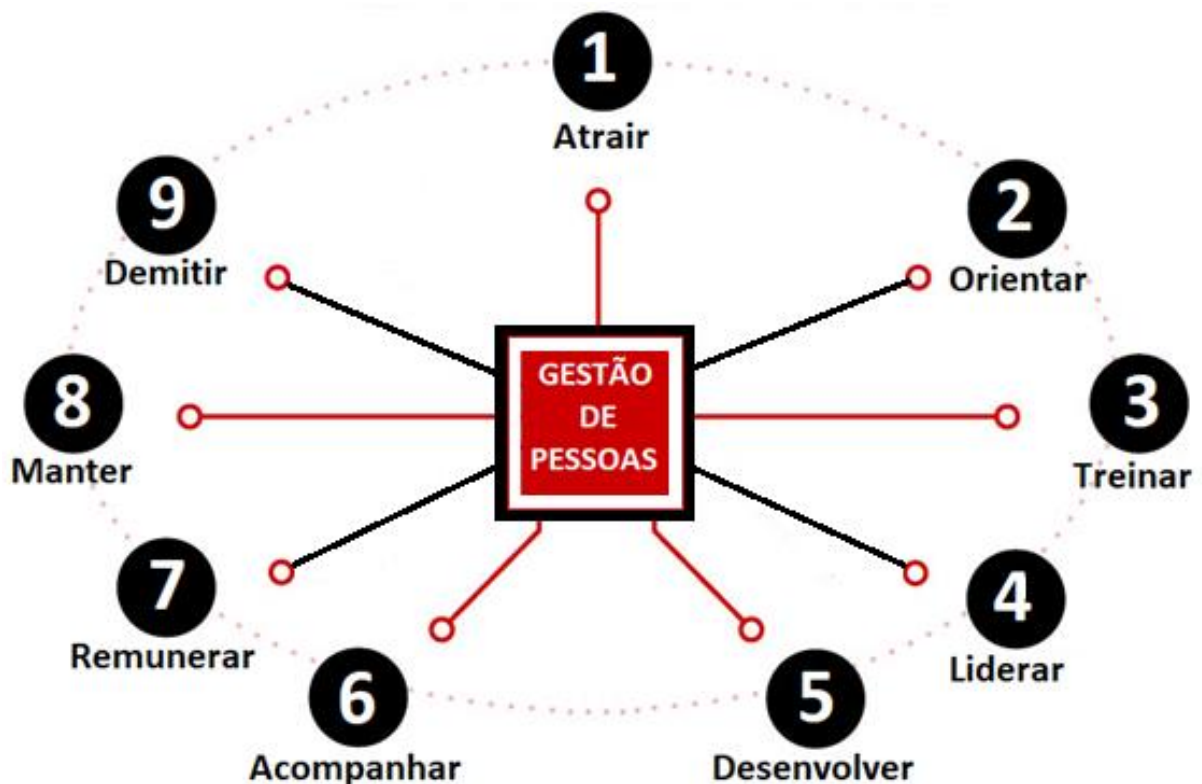 1
Atrair
2
Orientar
3
Treinar
4
Liderar
5
Desenvolver
6
Acompanhar
7
Remunerar
8
Manter
9
Demitir
GESTÃO
DE
PESSOAS